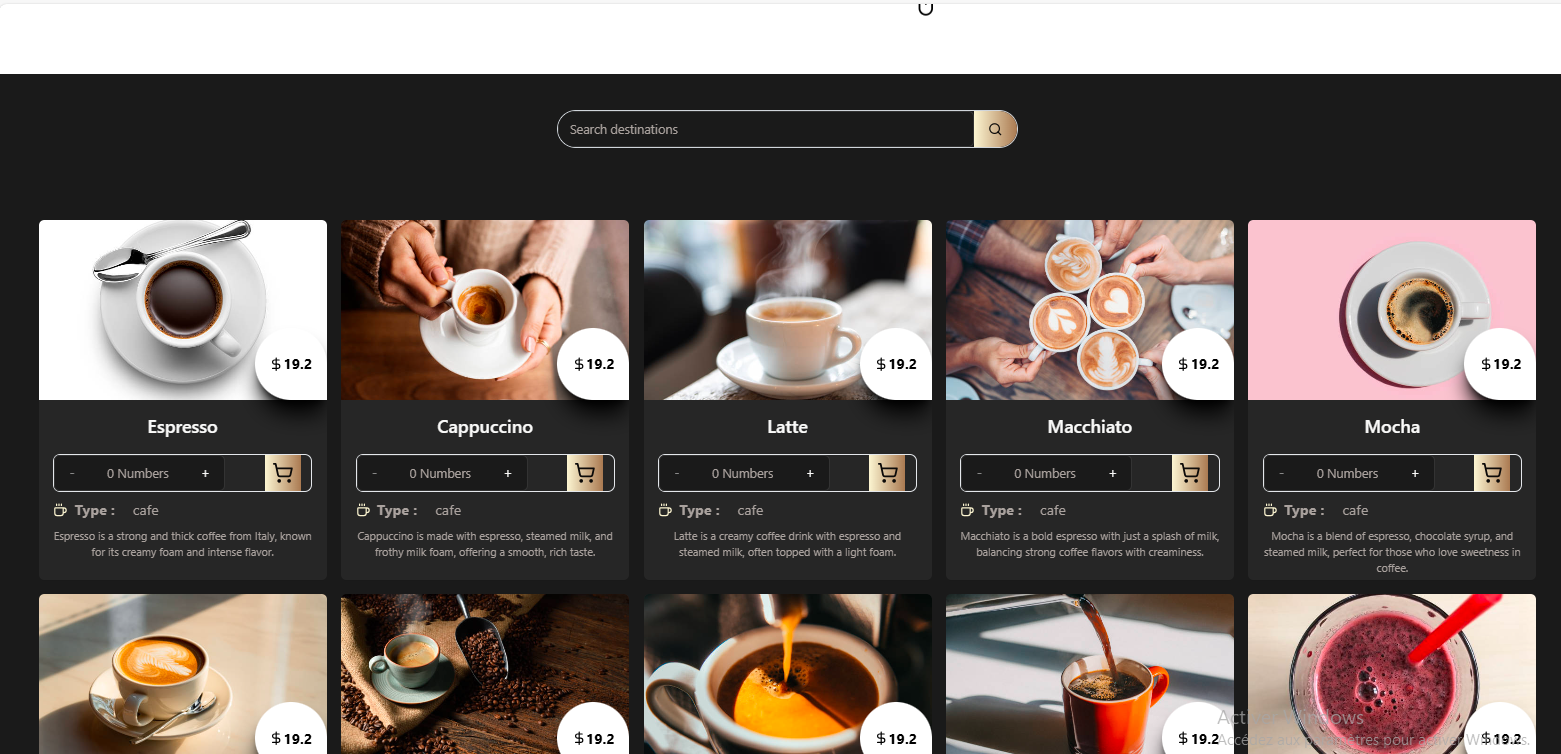 Search destinations
$ 19.2
$ 19.2
$ 19.2
$ 19.2
$ 19.2
Espresso
Cappuccino
Latte
Macchiato
Mocha
- 0 Numbers +
- 0 Numbers +
- 0 Numbers +
- 0 Numbers +
- 0 Numbers +
Type : cafe
Type : cafe
Type : cafe
Type : cafe
Type : cafe
Espresso is a strong and thick coffee from Italy, known
for its creamy foam and intense flavor.
Cappuccino is made with espresso, steamed milk, and
frothy milk foam, offering a smooth, rich taste.
Latte is a creamy coffee drink with espresso and
steamed milk, often topped with a light foam.
Macchiato is a bold espresso with just a splash of milk,
balancing strong coffee flavors with creaminess.
Mocha is a blend of espresso, chocolate syrup, and
steamed milk, perfect for those who love sweetness in
coffee.
$ 19.2
$ 19.2
$ 19.2
$ 19.2
$ 19.2
Activer Windows
Accédez aux paramètres pour activer Windows.